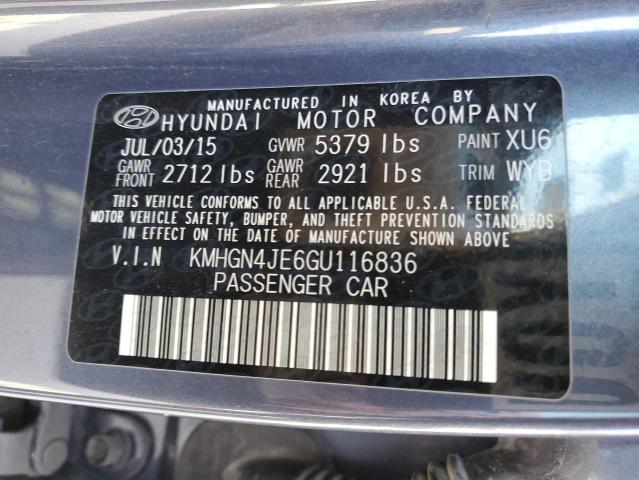 MANUFACTURED IN KOREA BY
HYUNDAI MOTOR COMPANY
JUL/03/15 GVWR 5379 lbs PAINT XU6
GAWR FRONT 2712 lbs GAWR REAR 2921 lbs TRIM WYB
THIS VEHICLE CONFORMS TO ALL APPLICABLE U.S.A. FEDERAL
MOTOR VEHICLE SAFETY, BUMPER, AND THEFT PREVENTION STANDARDS
IN EFFECT ON THE DATE OF MANUFACTURE SHOWN ABOVE.
V.I.N KMHGN4JE6GU116836
PASSENGER CAR